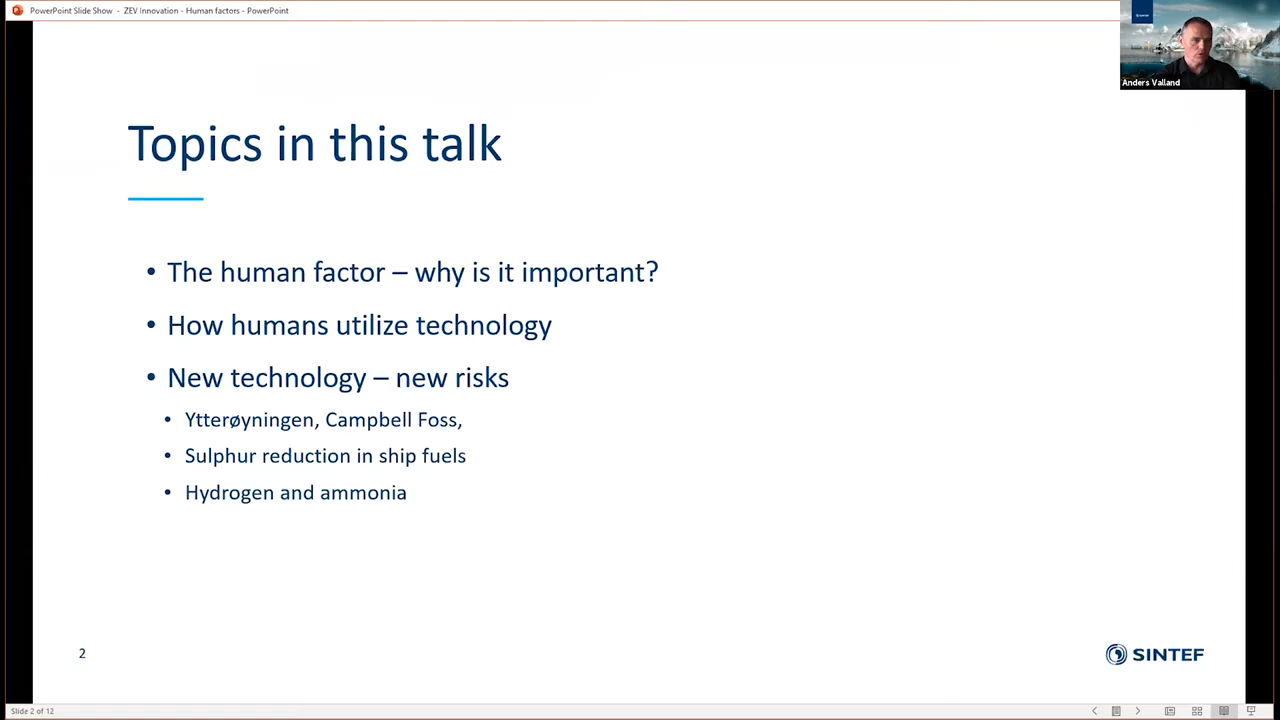 PowerPoint Slide Show - ZEV Innovation - Human factors - PowerPoint
SINTEF
Anders Valland
Topics in this talk
• The human factor – why is it important?
• How humans utilize technology
• New technology – new risks
• Ytterøyningen, Campbell Foss,
• Sulphur reduction in ship fuels
• Hydrogen and ammonia
2
SINTEF
Slide 2 of 12